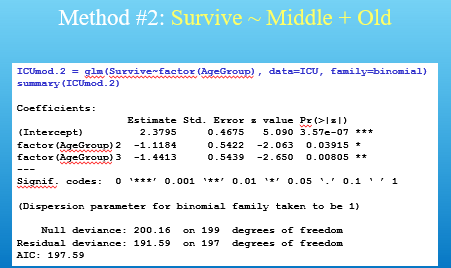 Method #2: Survive ~ Middle + Old
ICUmod.2 = glm(Survive~factor(AgeGroup), data=ICU, family=binomial)
summary(ICUmod.2)
Coefficients:
Estimate Std. Error z value Pr(>|z|)
(Intercept) 2.3795 0.4675 5.090 3.57e-07 ***
factor(AgeGroup)2 -1.1184 0.5422 -2.063 0.03915 *
factor(AgeGroup)3 -1.4413 0.5439 -2.650 0.00805 **
---
Signif. codes: 0 '***' 0.001 '**' 0.01 '*' 0.05 '.' 0.1 ' ' 1
(Dispersion parameter for binomial family taken to be 1)
Null deviance: 200.16 on 199 degrees of freedom
Residual deviance: 191.59 on 197 degrees of freedom
AIC: 197.59